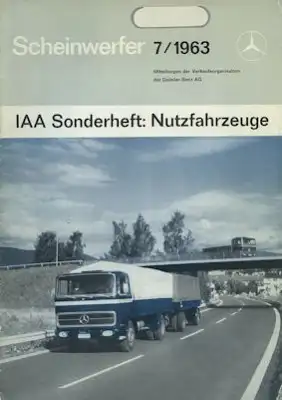 Scheinwerfer 7/1963
Mitteilungen der Verkaufsorganisation
der Daimler-Benz AG
IAA Sonderheft: Nutzfahrzeuge